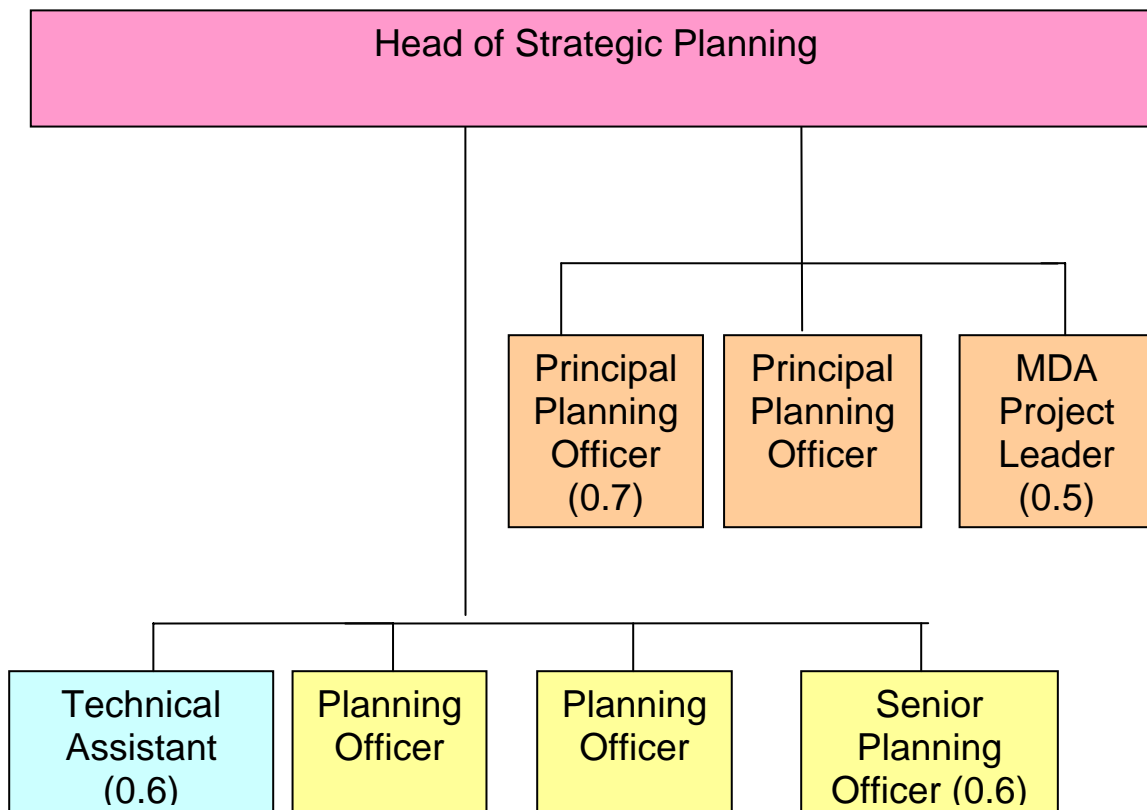 Head of Strategic Planning
Principal
Planning
Officer
(0.7)
Principal
Planning
Officer
MDA
Project
Leader
(0.5)
Technical
Assistant
(0.6)
Planning
Officer
Planning
Officer
Senior
Planning
Officer (0.6)